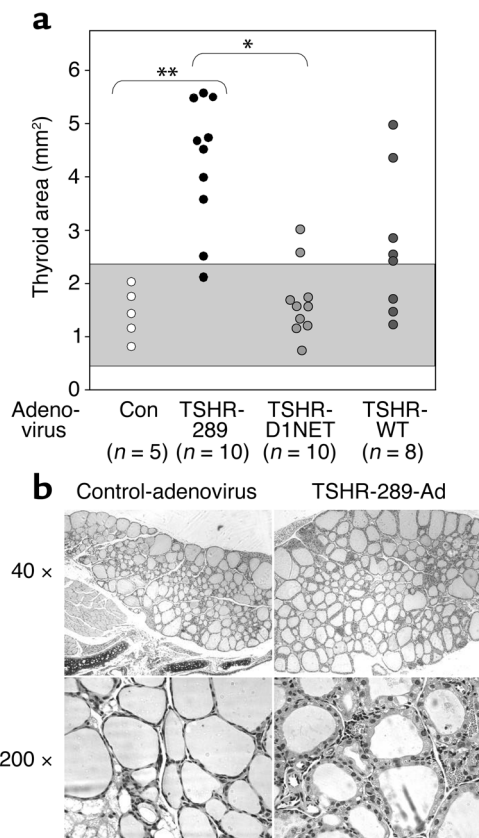 a
** *
6
5
4
3
2
1
0
Thyroid area (mm²)
Adeno-
virus
Con
(n = 5)
TSHR-
289
(n = 10)
TSHR-
D1NET
(n = 10)
TSHR-
WT
(n = 8)
b
Control-adenovirus TSHR-289-Ad
40 ×
200 ×